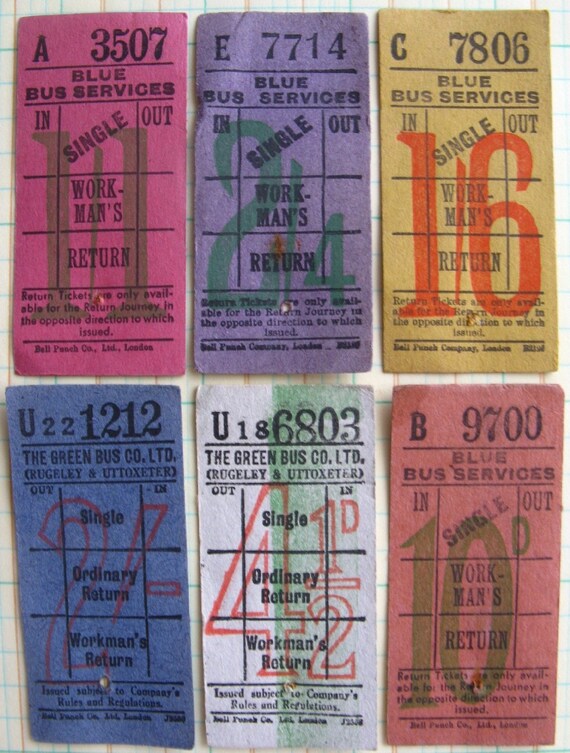 A 3507
BLUE
BUS SERVICES
IN OUT
SINGLE
WORK-
MAN'S
RETURN
Return Tickets are only avail-
able for the Return Journey in
the opposite direction to which
issued.
Bell Punch Co., Ltd., London
E 7714
BLUE
BUS SERVICES
IN OUT
SINGLE
2/4
WORK-
MAN'S
RETURN
Return Tickets are only
available for the Return Journey in
the opposite direction to which
issued.
Bell Punch Company, London
C 7806
BLUE
BUS SERVICES
IN OUT
SINGLE
1/6
WORK-
MAN'S
RETURN
Return Tickets are only avail-
able for the Return Journey in
the opposite direction to which
issued.
Bell Punch Company, London
U22 1212
THE GREEN BUS CO. LTD.
(RUGELEY & UTTOXETER)
OUT IN
2/-
Single
Ordinary
Return
Workman's
Return
Issued subject to Company's
Rules and Regulations.
Bell Punch Co. Ltd, London
U18 6803
THE GREEN BUS CO. LTD.
(RUGELEY & UTTOXETER)
OUT IN
4 1D/2
Single
Ordinary
Return
Workman's
Return
Issued subject to Company's
Rules and Regulations.
Bell Punch Co. Ltd, London
B 9700
BLUE
BUS SERVICES
IN OUT
SINGLE
10D
WORK-
MAN'S
RETURN
Return Tickets are only avail-
able for the Return Journey in
the opposite direction to which
issued.
Bell Punch Co., Ltd., London